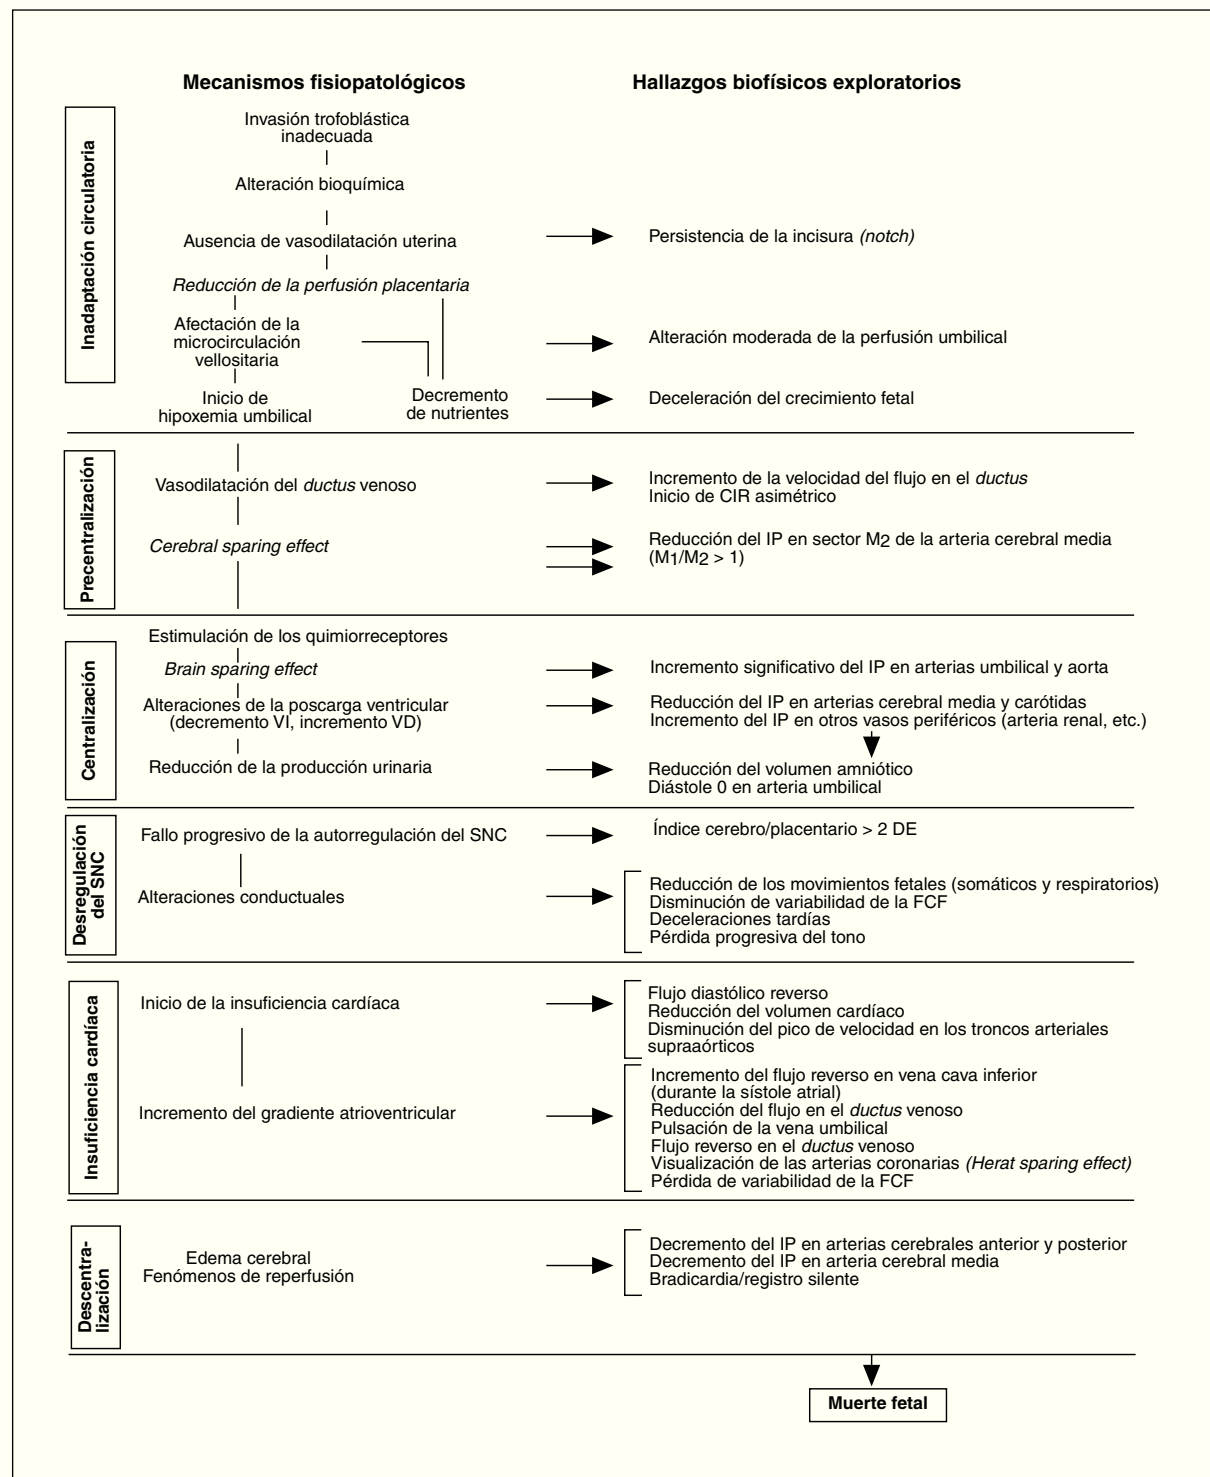 Mecanismos fisiopatológicos
Hallazgos biofísicos exploratorios
Inadaptación circulatoria
Invasión trofoblástica
inadecuada
Alteración bioquímica
Ausencia de vasodilatación uterina
Persistencia de la incisura (notch)
Reducción de la perfusión placentaria
Afectación de la
microcirculación
vellositaria
Alteración moderada de la perfusión umbilical
Inicio de
hipoxemia umbilical
Decremento
de nutrientes
Deceleración del crecimiento fetal
Precentralización
Vasodilatación del ductus venoso
Incremento de la velocidad del flujo en el ductus
Inicio de CIR asimétrico
Cerebral sparing effect
Reducción del IP en sector M2 de la arteria cerebral media
(M1/M2 > 1)
Centralización
Estimulación de los quimiorreceptores
Brain sparing effect
Incremento significativo del IP en arterias umbilical y aorta
Alteraciones de la poscarga ventricular
(decremento VI, incremento VD)
Reducción del IP en arterias cerebral media y carótidas
Incremento del IP en otros vasos periféricos (arteria renal, etc.)
Reducción de la producción urinaria
Reducción del volumen amniótico
Diástole 0 en arteria umbilical
Desregulación
del SNC
Fallo progresivo de la autorregulación del SNC
Índice cerebro/placentario > 2 DE
Alteraciones conductuales
Reducción de los movimientos fetales (somáticos y respiratorios)
Disminución de variabilidad de la FCF
Deceleraciones tardías
Pérdida progresiva del tono
Insuficiencia cardíaca
Inicio de la insuficiencia cardíaca
Flujo diastólico reverso
Reducción del volumen cardíaco
Disminución del pico de velocidad en los troncos arteriales
supraaórticos
Incremento del gradiente atrioventricular
Incremento del flujo reverso en vena cava inferior
(durante la sístole atrial)
Reducción del flujo en el ductus venoso
Pulsación de la vena umbilical
Flujo reverso en el ductus venoso
Visualización de las arterias coronarias (Herat sparing effect)
Pérdida de variabilidad de la FCF
Descentra-
lización
Edema cerebral
Fenómenos de reperfusión
Decremento del IP en arterias cerebrales anterior y posterior
Decremento del IP en arteria cerebral media
Bradicardia/registro silente
Muerte fetal